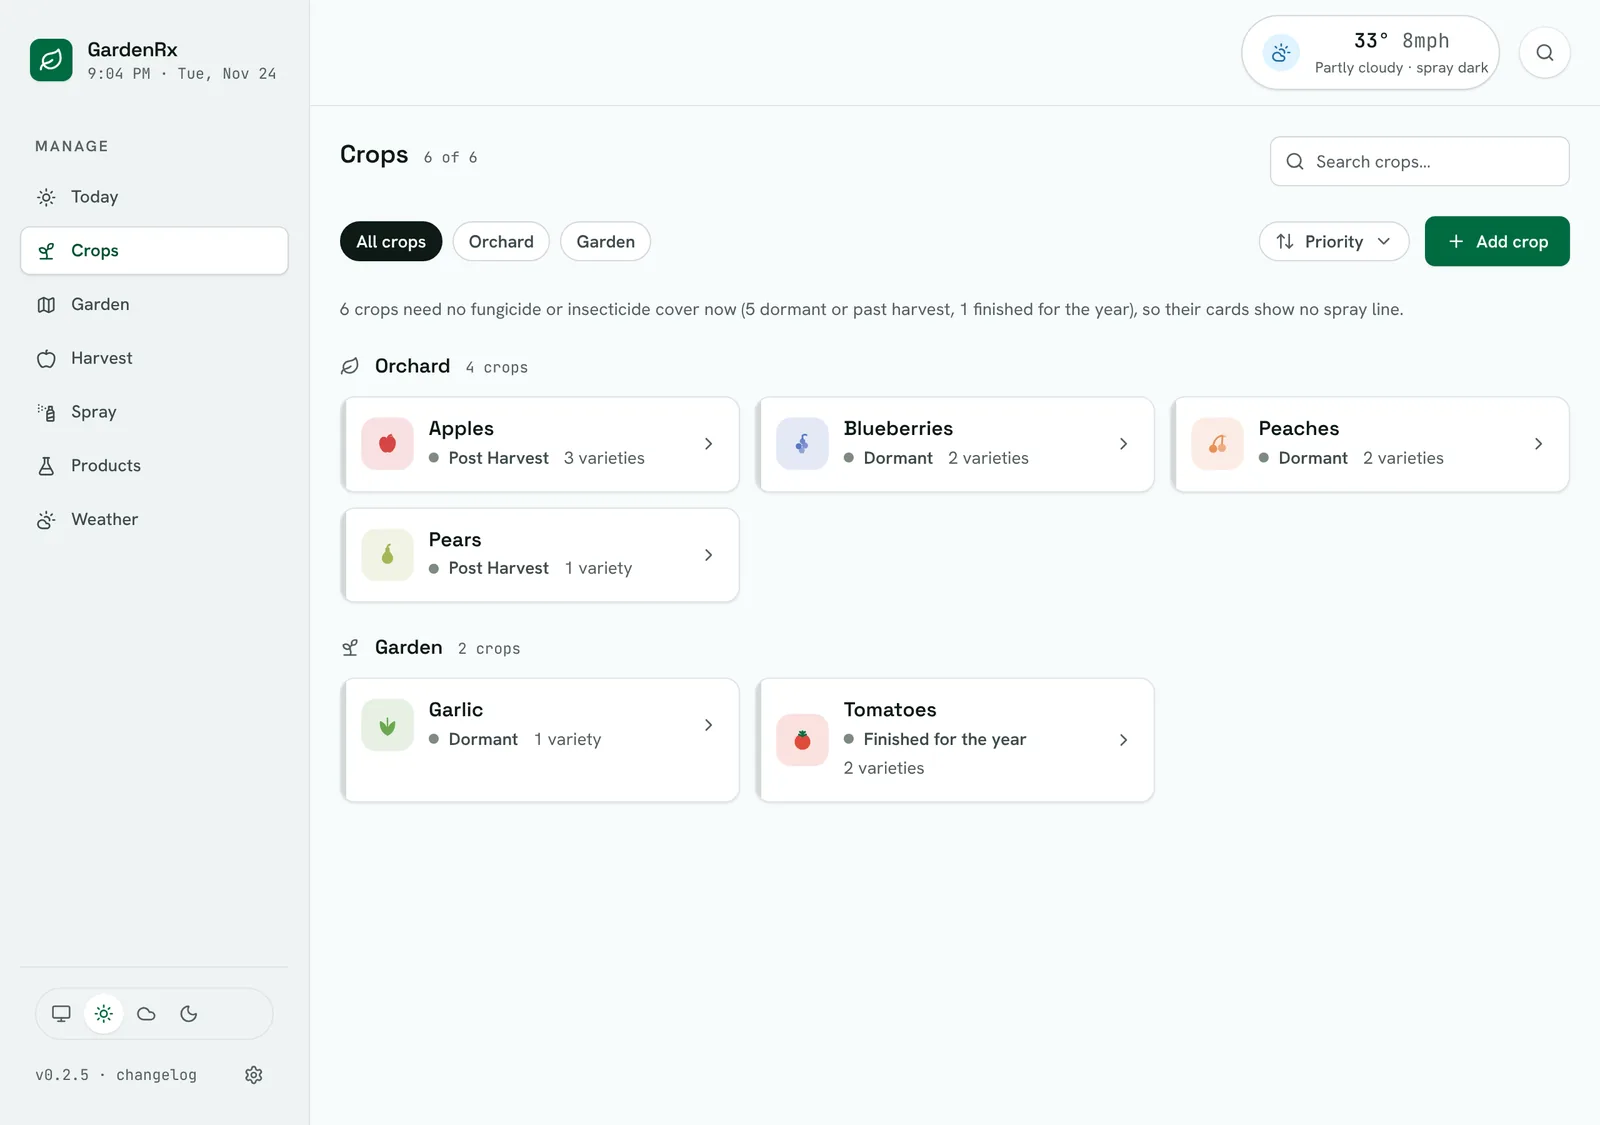 GardenRx
9:04 PM · Tue, Nov 24
33° 8mph
Partly cloudy · spray dark
MANAGE
Today
Crops
Garden
Harvest
Spray
Products
Weather
Crops 6 of 6
Search crops...
All crops Orchard Garden
Priority
+ Add crop
6 crops need no fungicide or insecticide cover now (5 dormant or past harvest, 1 finished for the year), so their cards show no spray line.
Orchard 4 crops
Apples
Post Harvest 3 varieties
Blueberries
Dormant 2 varieties
Peaches
Dormant 2 varieties
Pears
Post Harvest 1 variety
Garden 2 crops
Garlic
Dormant 1 variety
Tomatoes
Finished for the year
2 varieties
v0.2.5 · changelog